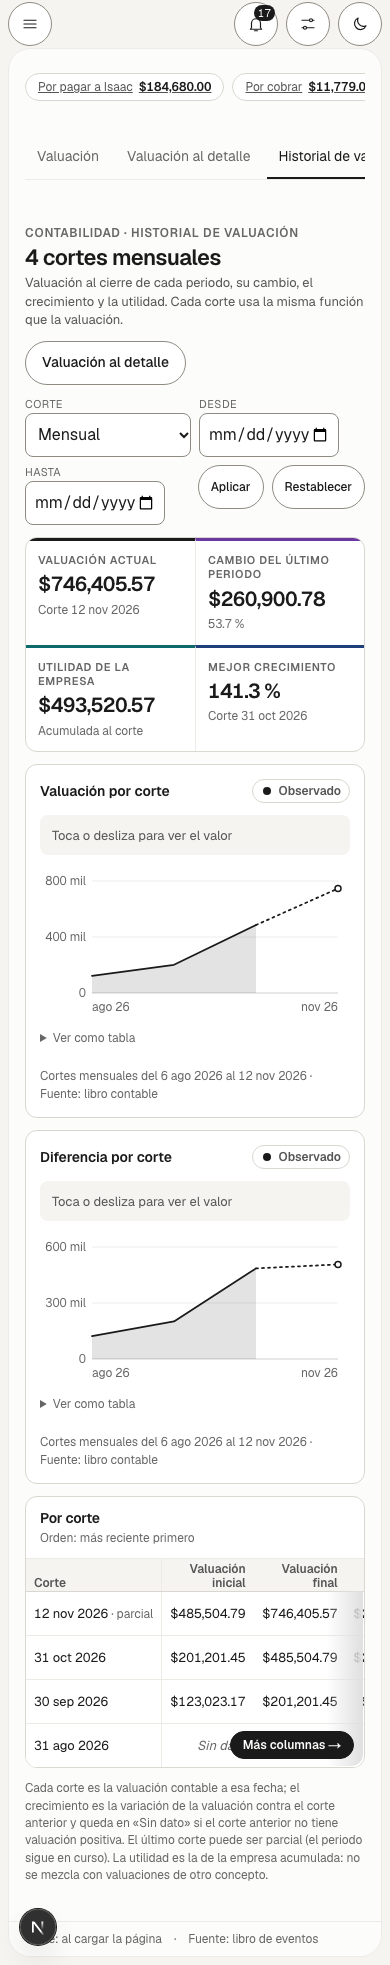 17
Por pagar a Isaac $184,680.00 Por cobrar $11,779.0
Valuación Valuación al detalle Historial de va
CONTABILIDAD · HISTORIAL DE VALUACIÓN
4 cortes mensuales
Valuación al cierre de cada periodo, su cambio, el
crecimiento y la utilidad. Cada corte usa la misma función
que la valuación.
Valuación al detalle
CORTE DESDE
Mensual mm/dd/yyyy
HASTA
mm/dd/yyyy Aplicar Restablecer
VALUACIÓN ACTUAL
$746,405.57
Corte 12 nov 2026
CAMBIO DEL ÚLTIMO
PERIODO
$260,900.78
53.7 %
UTILIDAD DE LA
EMPRESA
$493,520.57
Acumulada al corte
MEJOR CRECIMIENTO
141.3 %
Corte 31 oct 2026
Valuación por corte Observado
Toca o desliza para ver el valor
800 mil
400 mil
0
ago 26 nov 26
Ver como tabla
Cortes mensuales del 6 ago 2026 al 12 nov 2026 ·
Fuente: libro contable
Diferencia por corte Observado
Toca o desliza para ver el valor
600 mil
300 mil
0
ago 26 nov 26
Ver como tabla
Cortes mensuales del 6 ago 2026 al 12 nov 2026 ·
Fuente: libro contable
Por corte
Orden: más reciente primero
Corte Valuación inicial Valuación final
12 nov 2026 · parcial $485,504.79 $746,405.57
31 oct 2026 $201,201.45 $485,504.79
30 sep 2026 $123,023.17 $201,201.45
31 ago 2026 Sin Más columnas →
Cada corte es la valuación contable a esa fecha; el
crecimiento es la variación de la valuación contra el corte
anterior y queda en «Sin dato» si el corte anterior no tiene
valuación positiva. El último corte puede ser parcial (el periodo
sigue en curso). La utilidad es la de la empresa acumulada: no
se mezcla con valuaciones de otro concepto.
N
al cargar la página · Fuente: libro de eventos